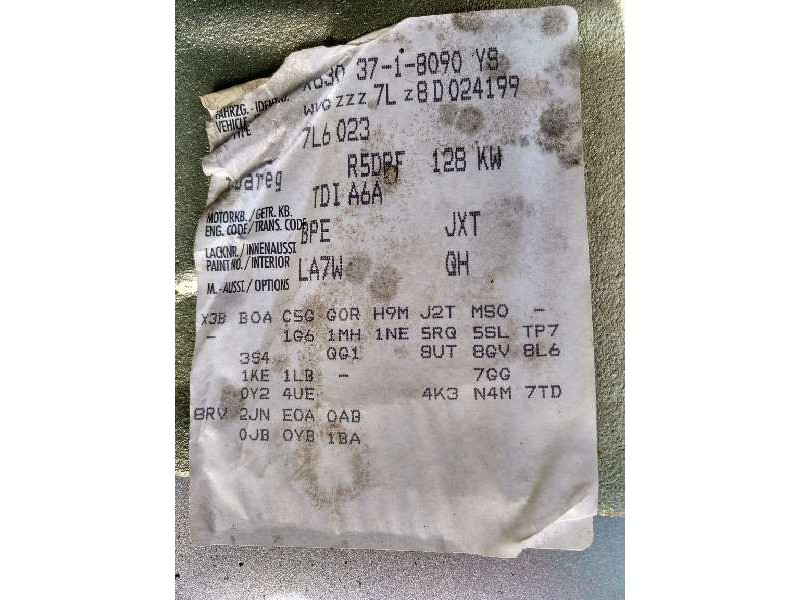 37-1-8090 Y8
FAHRZG.-IDENT.NR. WVGZZZ7LZ8D024199
VEHICLE
TYPE 7L6 023
R5DPF 128 KW
uareg TDI A6A
MOTORKB./GETR. KB.
ENG. CODE/TRANS. CODE BPE JXT
LACKNR./INNENAUSST.
PAINT NO./INTERIOR LA7W QH
M.-AUSST./OPTIONS
X3B B0A C5G G0R H9M J2T MS0 -
- 1G6 1MH 1NE 5RQ 5SL TP7
3S4 QG1 8UT 8GV 8L6
1KE 1LB - 7GG
0Y2 4UE 4K3 N4M 7TD
8RV 2JN E0A 0AB
0JB 0YB 1BA